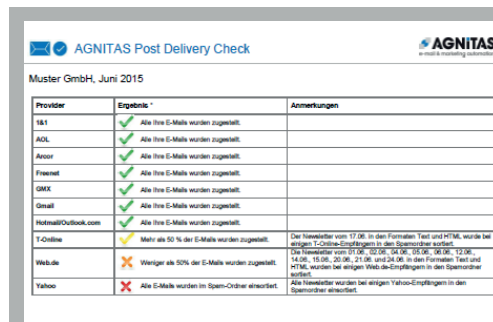 AGNITAS Post Delivery Check
AGNITAS
e-mail & marketing automation
Muster GmbH, Juni 2015
Provider Ergebnis * Anmerkungen
1&1 Alle Ihre E-Mails wurden zugestellt.
AOL Alle Ihre E-Mails wurden zugestellt.
Arcor Alle Ihre E-Mails wurden zugestellt.
Freenet Alle Ihre E-Mails wurden zugestellt.
GMX Alle Ihre E-Mails wurden zugestellt.
Gmail Alle Ihre E-Mails wurden zugestellt.
Hotmail/Outlook.com Alle Ihre E-Mails wurden zugestellt.
T-Online Mehr als 50 % der E-Mails wurden zugestellt. Der Newsletter vom 17.06. in den Formaten Text und HTML wurde bei
einigen T-Online-Empfängern in den Spamordner sortiert.
Web.de Weniger als 50% der E-Mails wurden zugestellt. Die Newsletter vom 01.06., 02.06., 04.06., 05.06., 06.06., 12.06.,
14.06., 15.06., 20.06., 21.06. und 24.06. in den Formaten Text und
HTML wurden bei einigen Web.de-Empfängern in den Spamordner
sortiert.
Yahoo Alle E-Mails wurden im Spam-Ordner einsortiert. Alle Newsletter wurden bei einigen Yahoo-Empfängern in den
Spamordner einsortiert.